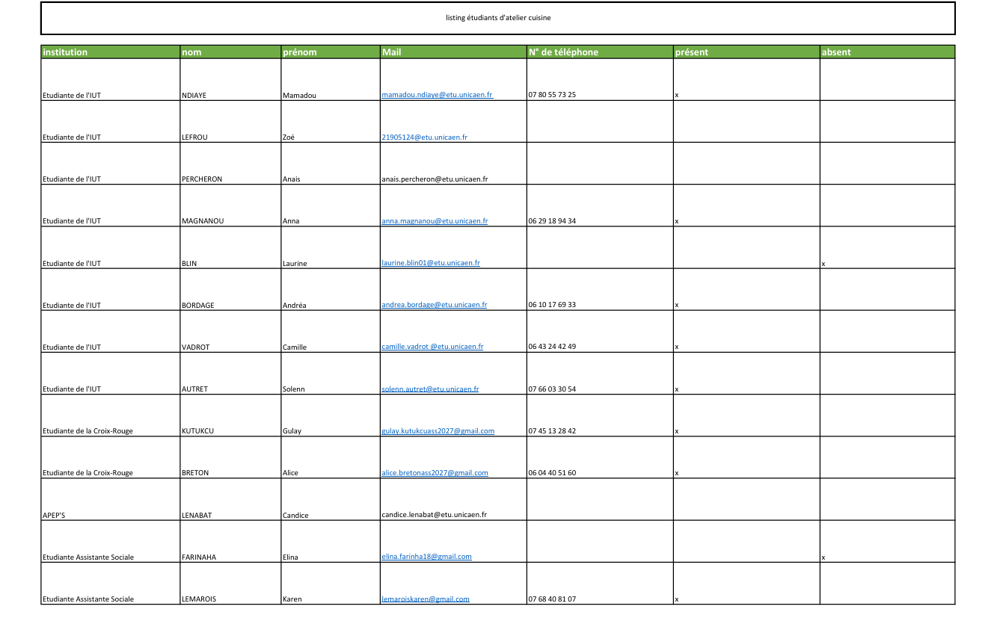 listing étudiants d'atelier cuisine
institution nom prénom Mail N° de téléphone présent absent
Etudiante de l'IUT NDIAYE Mamadou mamadou.ndiaye@etu.unicaen.fr 07 80 55 73 25 x
Etudiante de l'IUT LEFROU Zoé 21905124@etu.unicaen.fr
Etudiante de l'IUT PERCHERON Anais anais.percheron@etu.unicaen.fr
Etudiante de l'IUT MAGNANOU Anna anna.magnanou@etu.unicaen.fr 06 29 18 94 34 x
Etudiante de l'IUT BLIN Laurine laurine.blin01@etu.unicaen.fr x
Etudiante de l'IUT BORDAGE Andréa andrea.bordage@etu.unicaen.fr 06 10 17 69 33 x
Etudiante de l'IUT VADROT Camille camille.vadrot @etu.unicaen.fr 06 43 24 42 49 x
Etudiante de l'IUT AUTRET Solenn solenn.autret@etu.unicaen.fr 07 66 03 30 54 x
Etudiante de la Croix-Rouge KUTUKCU Gulay gulay.kutukcuass2027@gmail.com 07 45 13 28 42 x
Etudiante de la Croix-Rouge BRETON Alice alice.bretonass2027@gmail.com 06 04 40 51 60 x
APEP'S LENABAT Candice candice.lenabat@etu.unicaen.fr
Etudiante Assistante Sociale FARINAHA Elina elina.farinha18@gmail.com x
Etudiante Assistante Sociale LEMAROIS Karen lemaroiskaren@gmail.com 07 68 40 81 07 x